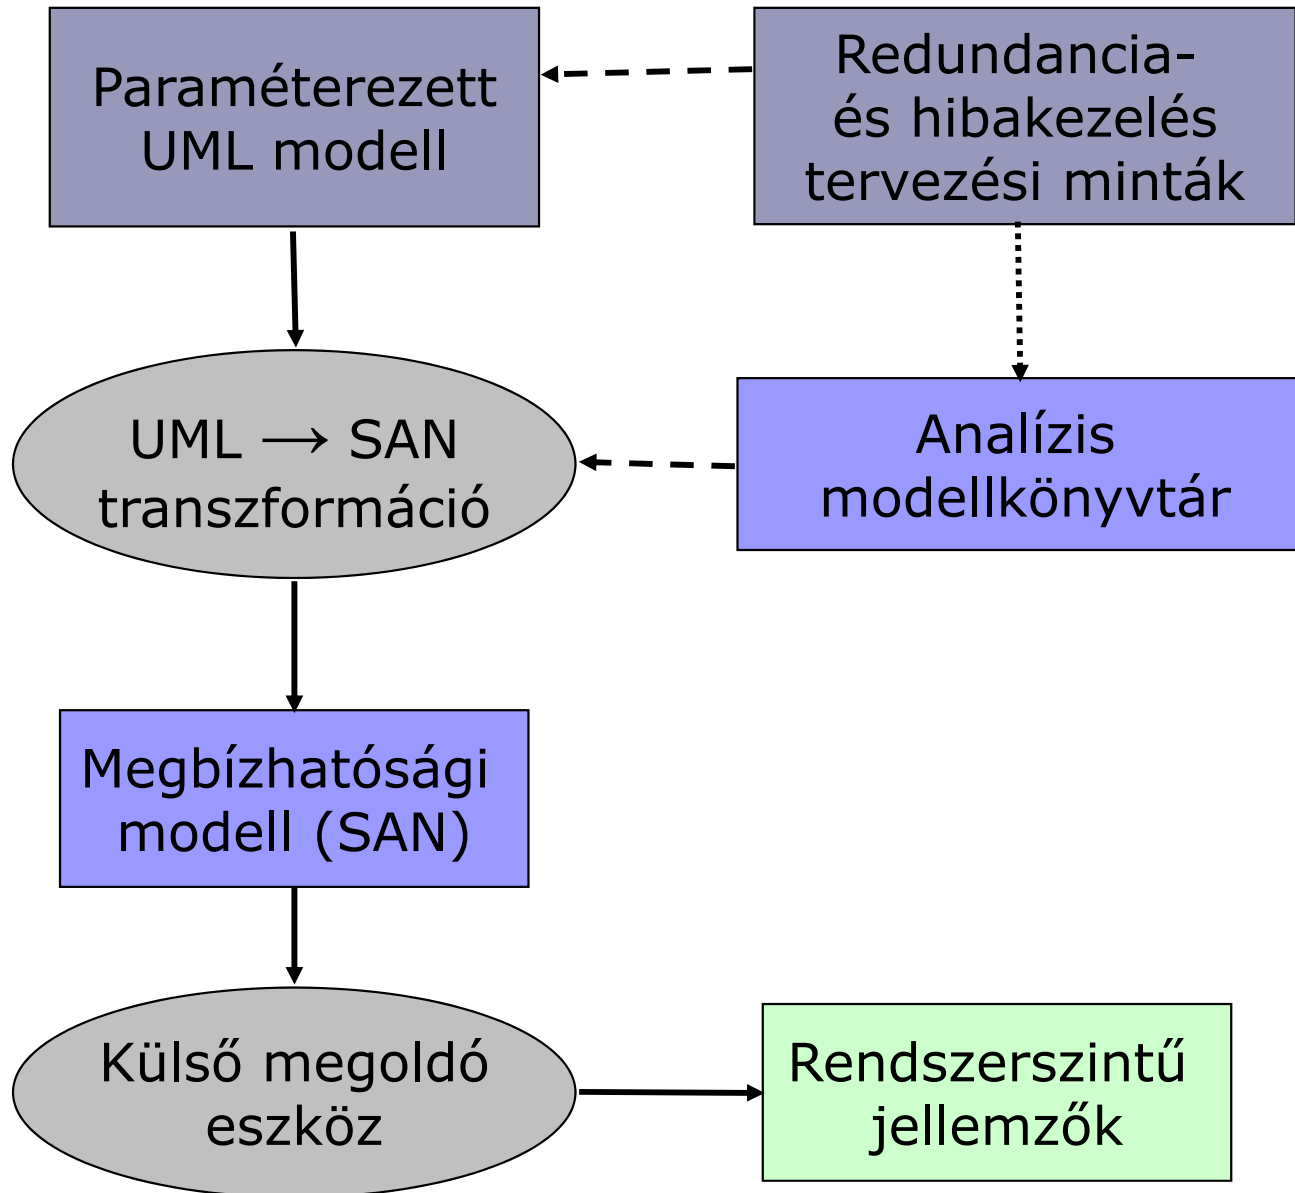 Paraméterezett
UML modell
Redundancia-
és hibakezelés
tervezési minták
UML → SAN
transzformáció
Analízis
modellkönyvtár
Megbízhatósági
modell (SAN)
Külső megoldó
eszköz
Rendszerszintű
jellemzők